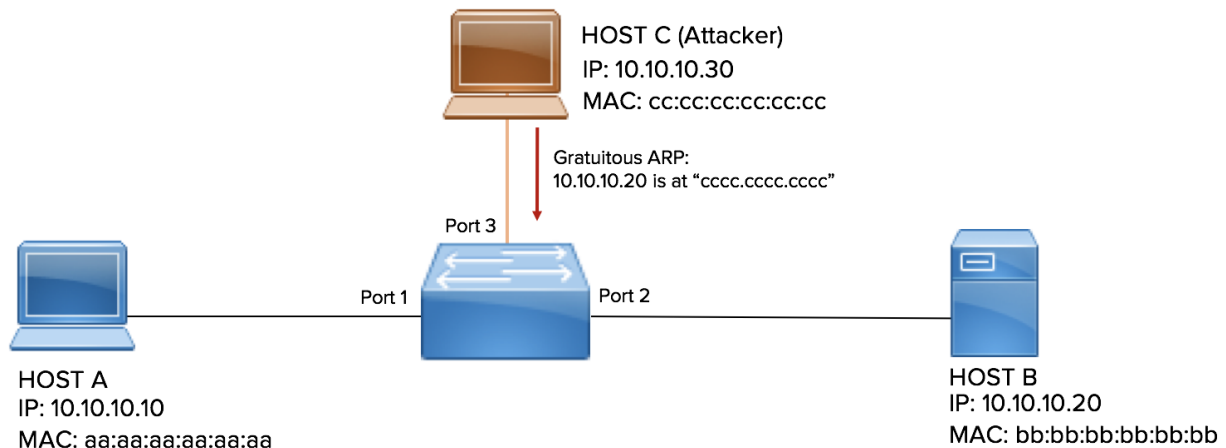 HOST C (Attacker)
IP: 10.10.10.30
MAC: cc:cc:cc:cc:cc:cc
Gratuitous ARP:
10.10.10.20 is at “cccc.cccc.cccc”
Port 3
Port 1
Port 2
HOST A
IP: 10.10.10.10
MAC: aa:aa:aa:aa:aa:aa
HOST B
IP: 10.10.10.20
MAC: bb:bb:bb:bb:bb:bb